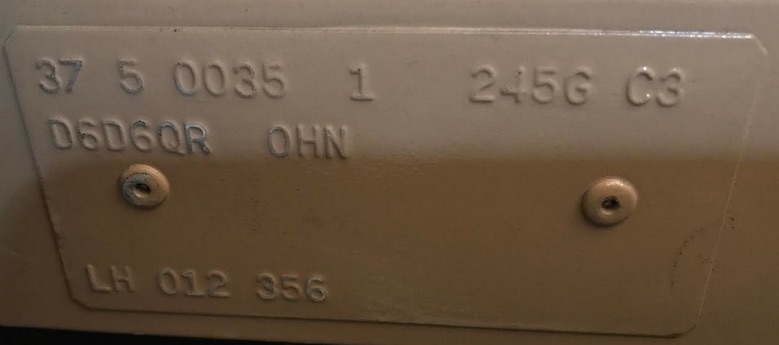 37 5 0035 1 245G C3
D6D6QR OHN
LH 012 356